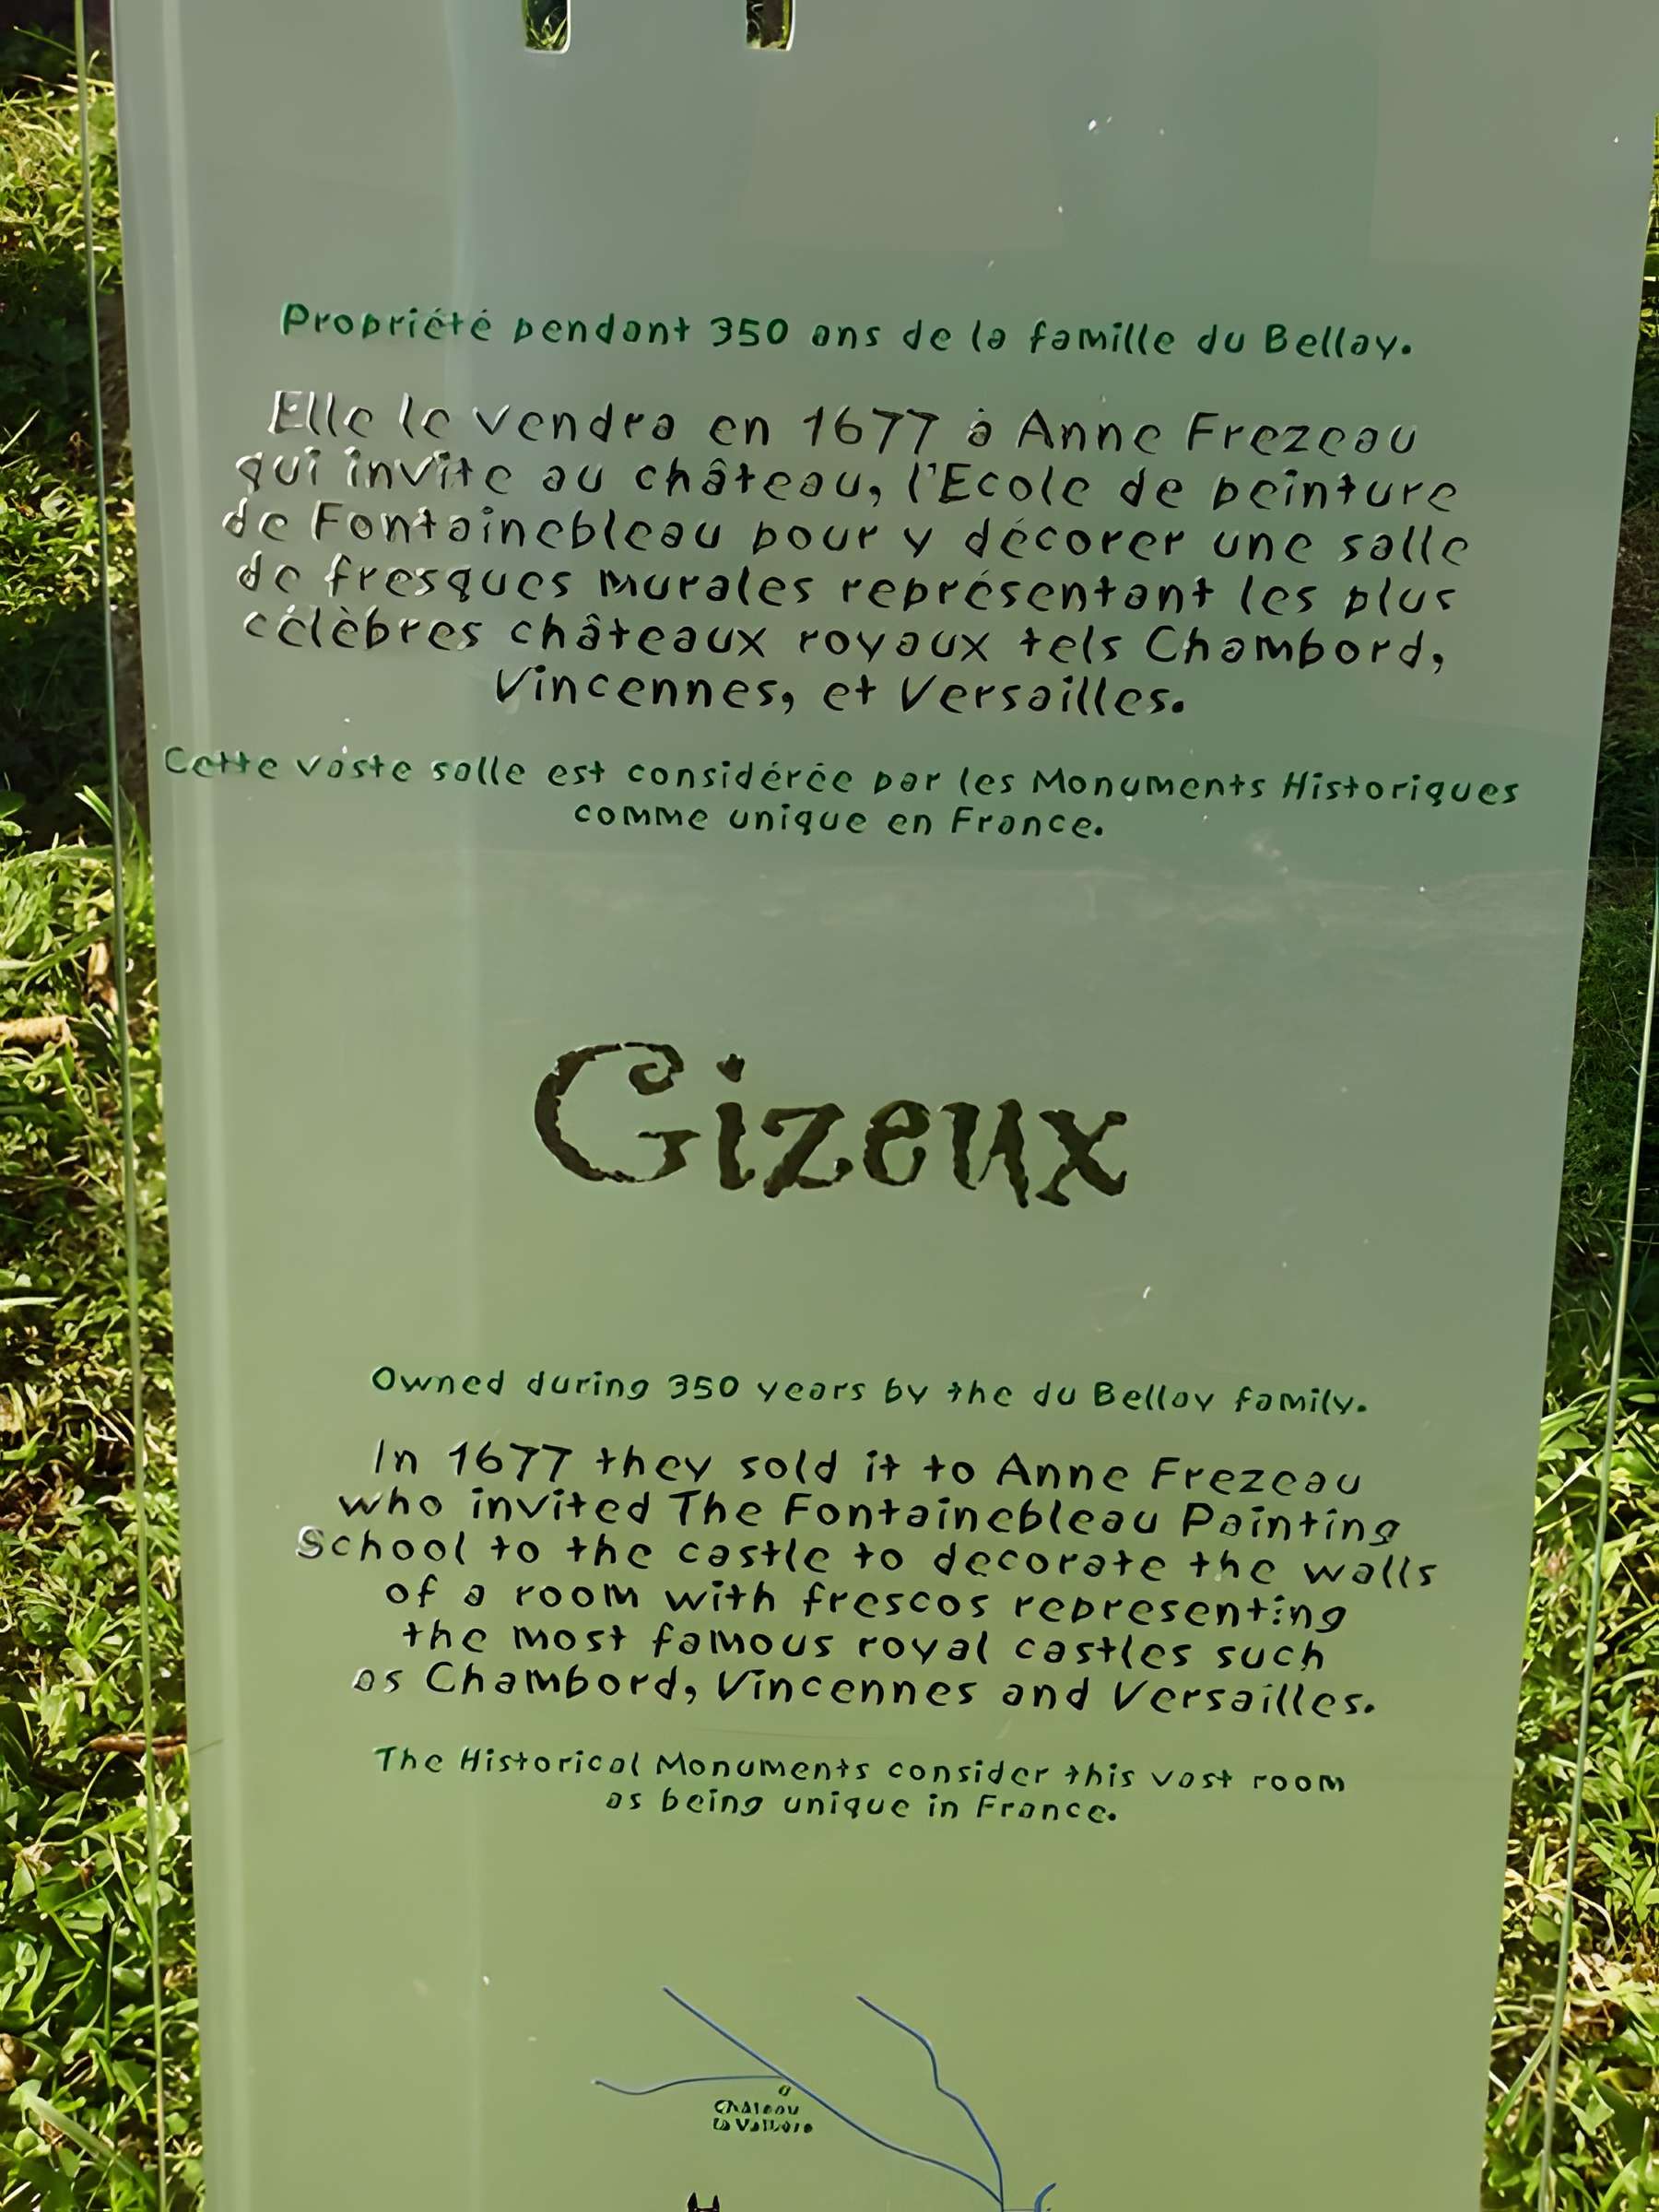 Propriété pendant 350 ans de la famille du Bellay.
Elle le vendra en 1677 à Anne Frezeau
qui invite au château, l'Ecole de peinture
de Fontainebleau pour y décorer une salle
de fresques murales représentant les plus
célèbres châteaux royaux tels Chambord,
Vincennes, et Versailles.
Cette vaste salle est considérée par les Monuments Historiques
comme unique en France.
Gizeux
Owned during 350 years by the du Bellay family.
In 1677 they sold it to Anne Frezeau
who invited The Fontainebleau Painting
School to the castle to decorate the walls
of a room with frescos representing
the most famous royal castles such
as Chambord, Vincennes and Versailles.
The Historical Monuments consider this vast room
as being unique in France.
Château
la Vallière